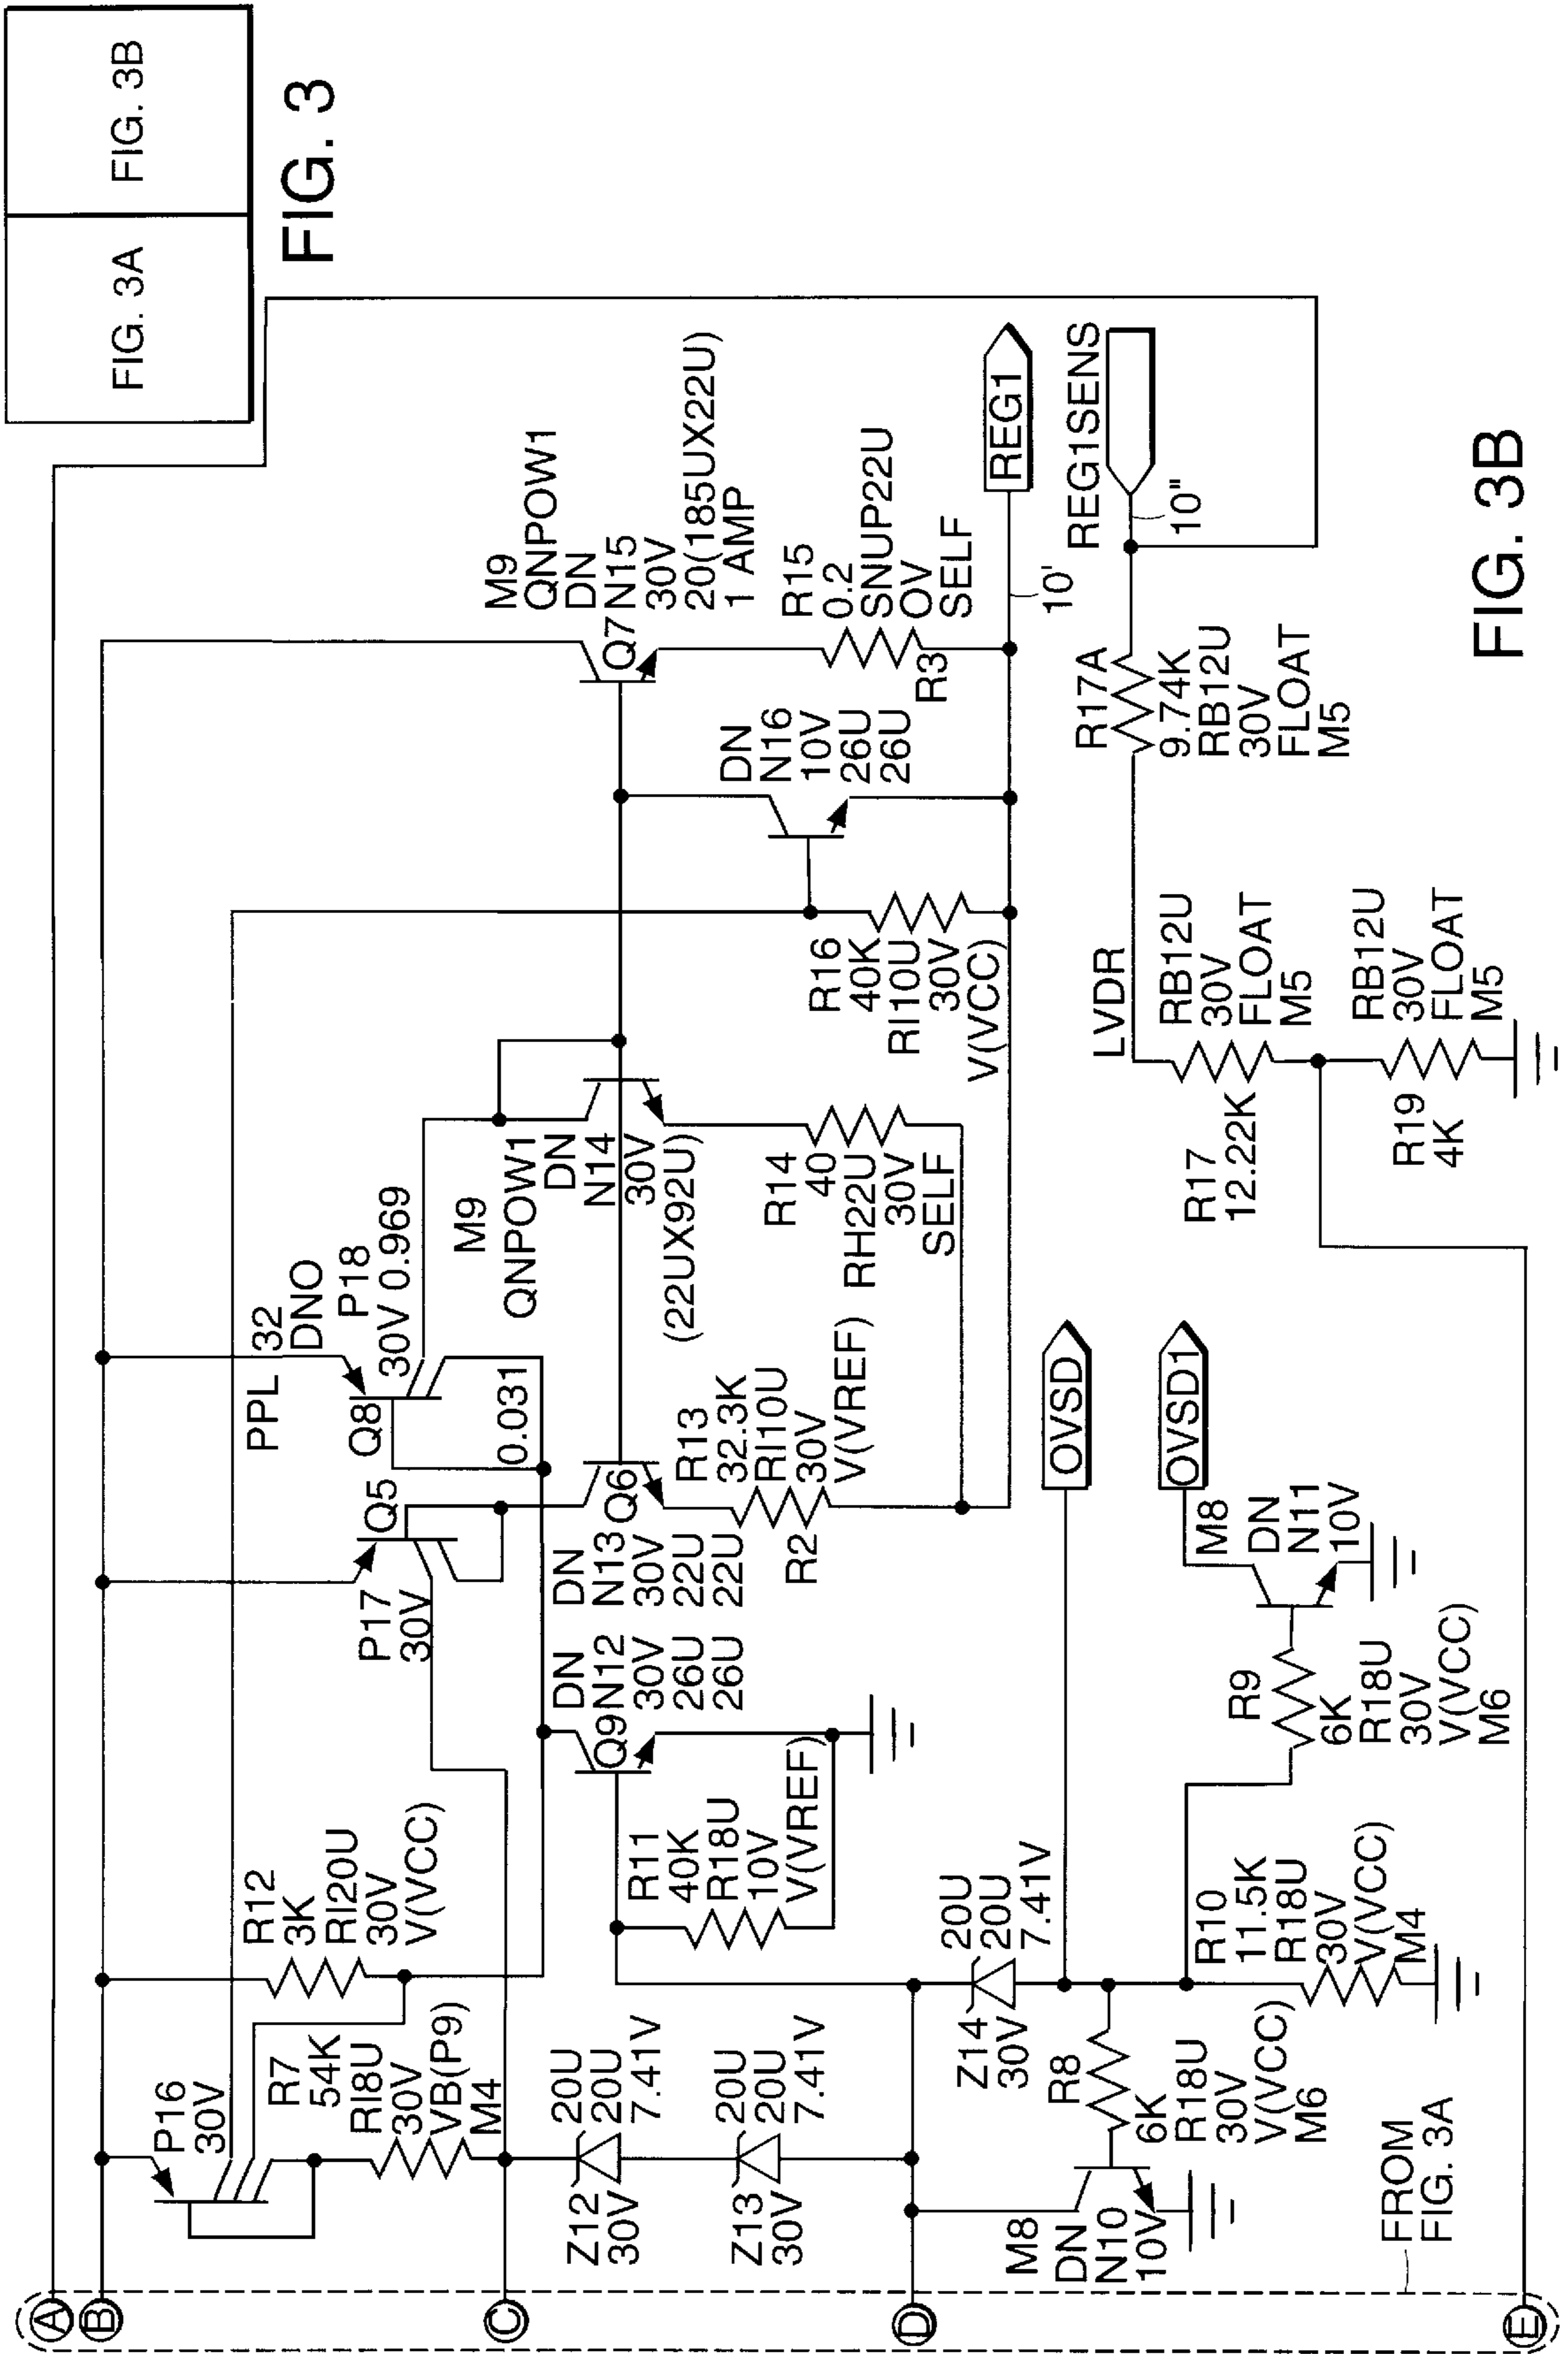 FIG. 3A
FIG. 3B
FIG. 3
A
B
C
D
E
P16
30V
R7
54K
RI8U
30V
VB(P9)
M4
R12
3K
RI20U
30V
V(VCC)
P17
30V
Q5
PPL
32
DNO
Q8
P18
30V 0.969
0.031
M9
QNPOW1
DN
N14
30V
(22UX92U)
M9
QNPOW1
DN
N15
30V
20(185UX22U)
1 AMP
Q7
Z12
30V
20U
20U
7.41V
Z13
30V
20U
20U
7.41V
R11
40K
R18U
10V
V(VREF)
Q9
DN
N12
30V
26U
26U
DN
N13
30V
22U
22U
Q6
R2
R13
32.3K
RI10U
30V
V(VREF)
R14
40
RH22U
30V
SELF
R16
40K
RI10U
30V
V(VCC)
DN
N16
10V
26U
26U
R15
0.2
SNUP22U
OV
SELF
R3
REG1
10'
REG1SENS
10"
R17A
9.74K
RB12U
30V
FLOAT
M5
LVDR
R17
12.22K
RB12U
30V
FLOAT
M5
R19
4K
RB12U
30V
FLOAT
M5
OVSD
OVSD1
M8
DN
N11
10V
R9
6K
R18U
30V
V(VCC)
M6
Z14
30V
20U
20U
7.41V
R10
11.5K
R18U
30V
V(VCC)
M4
R8
6K
R18U
30V
V(VCC)
M6
M8
DN
N10
10V
FROM
FIG. 3A
FIG. 3B